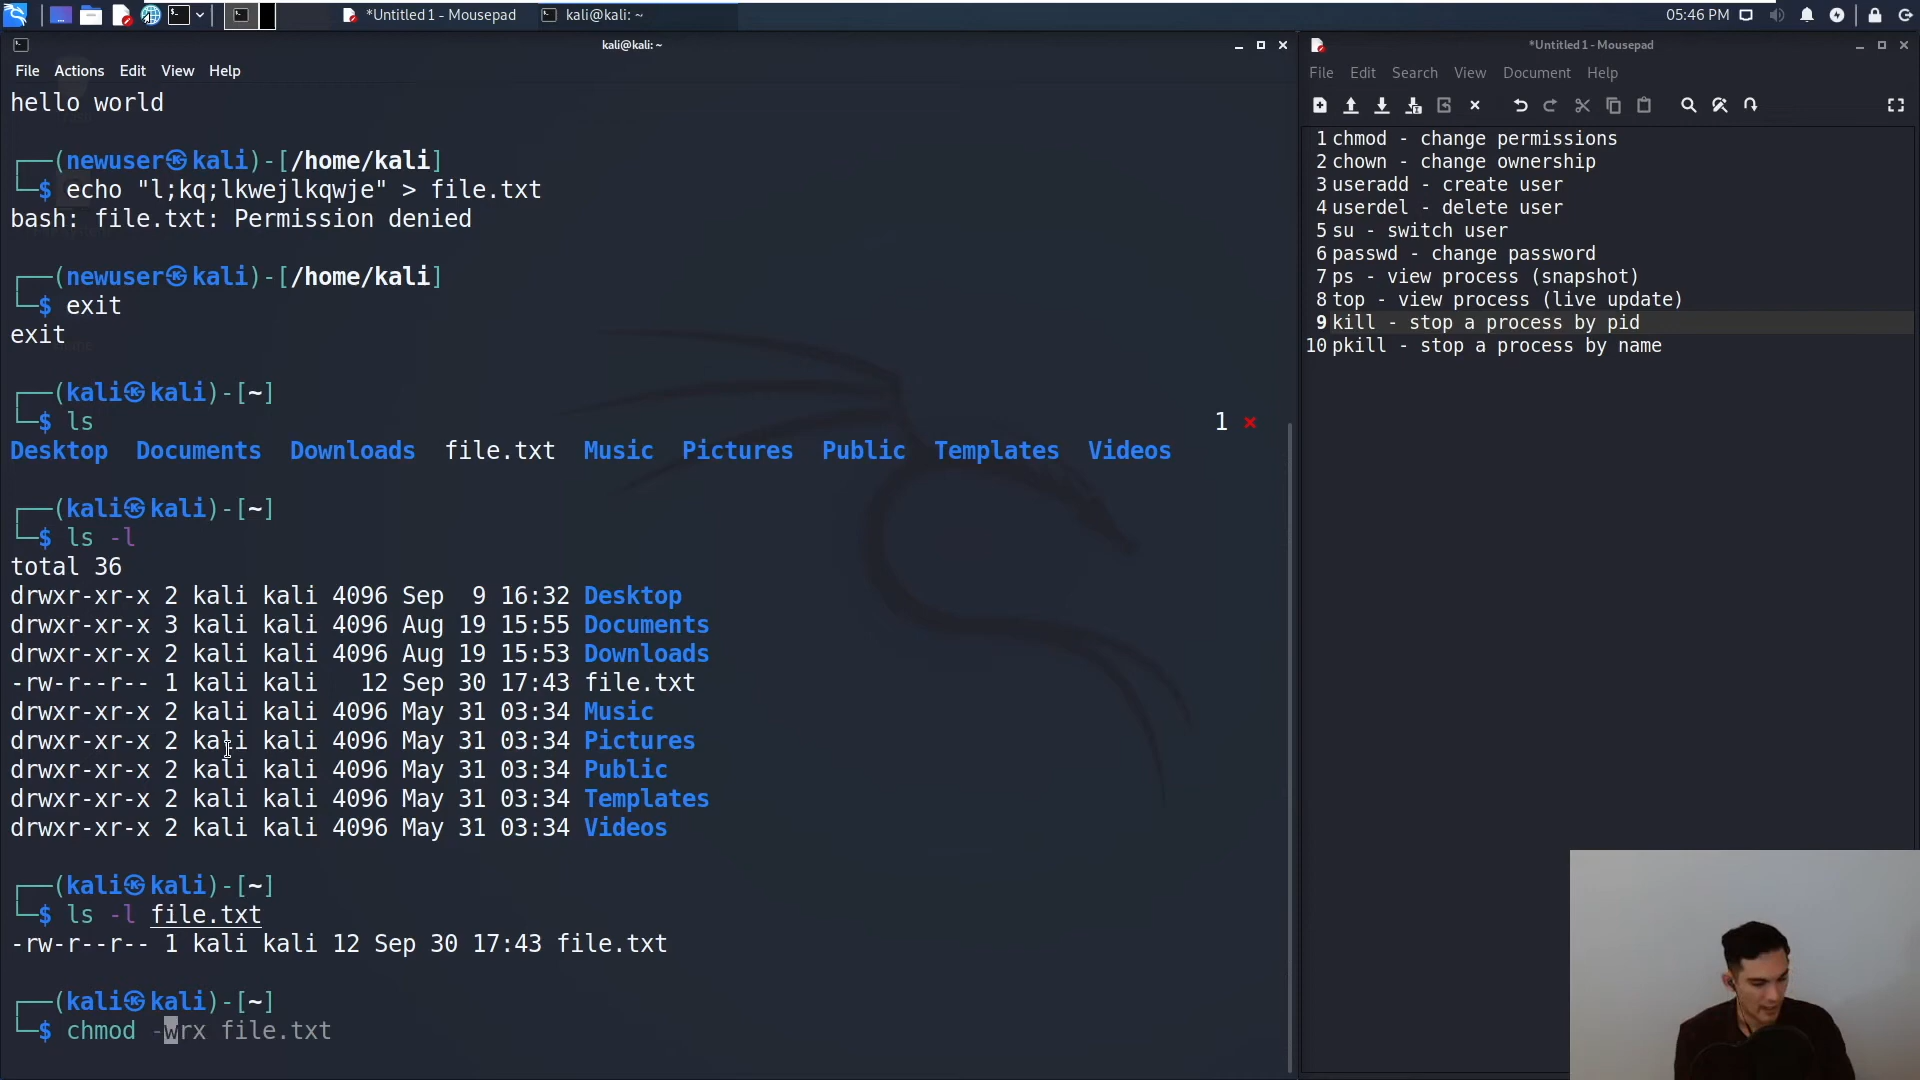 *Untitled 1 - Mousepad
kali@kali: ~
05:46 PM
kali@kali: ~
File Actions Edit View Help
hello world
┌──(newuser㉿kali)-[/home/kali]
└─$ echo "l;kq;lkwejlkqwje" > file.txt
bash: file.txt: Permission denied
┌──(newuser㉿kali)-[/home/kali]
└─$ exit
exit
┌──(kali㉿kali)-[~]
└─$ ls
1 ⨯
Desktop Documents Downloads file.txt Music Pictures Public Templates Videos
┌──(kali㉿kali)-[~]
└─$ ls -l
total 36
drwxr-xr-x 2 kali kali 4096 Sep  9 16:32 Desktop
drwxr-xr-x 3 kali kali 4096 Aug 19 15:55 Documents
drwxr-xr-x 2 kali kali 4096 Aug 19 15:53 Downloads
-rw-r--r-- 1 kali kali   12 Sep 30 17:43 file.txt
drwxr-xr-x 2 kali kali 4096 May 31 03:34 Music
drwxr-xr-x 2 kali kali 4096 May 31 03:34 Pictures
drwxr-xr-x 2 kali kali 4096 May 31 03:34 Public
drwxr-xr-x 2 kali kali 4096 May 31 03:34 Templates
drwxr-xr-x 2 kali kali 4096 May 31 03:34 Videos
┌──(kali㉿kali)-[~]
└─$ ls -l file.txt
-rw-r--r-- 1 kali kali 12 Sep 30 17:43 file.txt
┌──(kali㉿kali)-[~]
└─$ chmod -wrx file.txt
*Untitled 1 - Mousepad
File Edit Search View Document Help
1 chmod - change permissions
2 chown - change ownership
3 useradd - create user
4 userdel - delete user
5 su - switch user
6 passwd - change password
7 ps - view process (snapshot)
8 top - view process (live update)
9 kill - stop a process by pid
10 pkill - stop a process by name